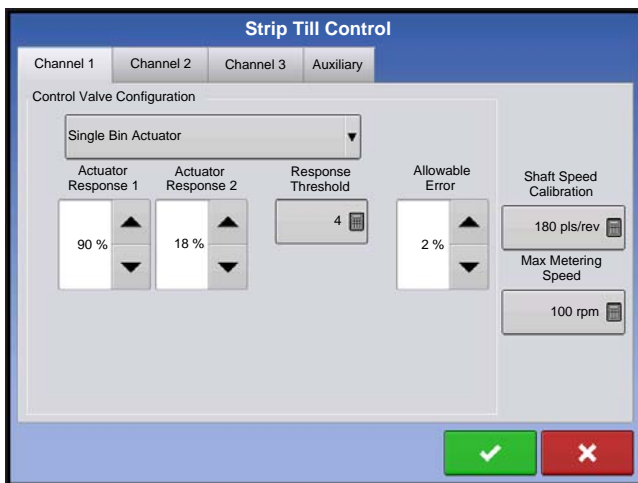 Strip Till Control
Channel 1
Channel 2
Channel 3
Auxiliary
Control Valve Configuration
Single Bin Actuator
Actuator
Response 1
Actuator
Response 2
Response
Threshold
Allowable
Error
90 %
18 %
4
2 %
Shaft Speed
Calibration
180 pls/rev
Max Metering
Speed
100 rpm